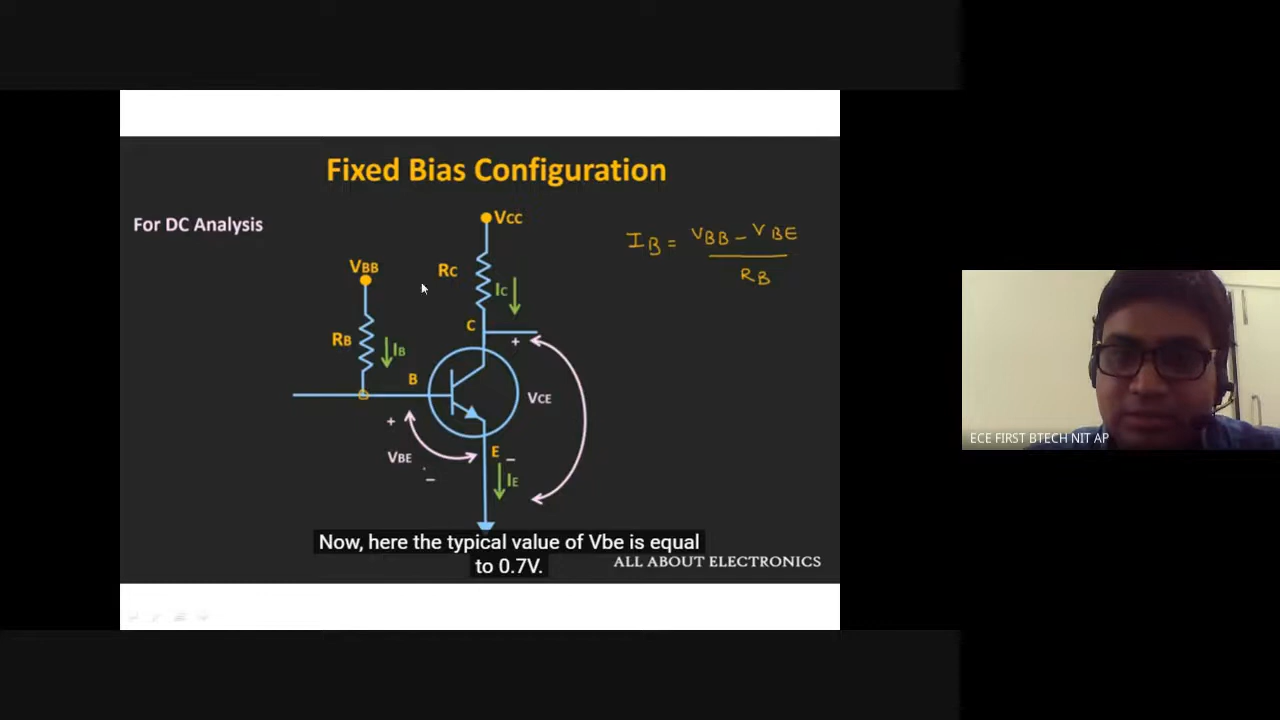 Fixed Bias Configuration
For DC Analysis
VCC
IB = VBB - VBE
RB
VBB
RC
IC
C
+
RB
IB
B
VCE
+
VBE
E
-
-
IE
Now, here the typical value of Vbe is equal
to 0.7V.
ALL ABOUT ELECTRONICS
ECE FIRST BTECH NIT AP